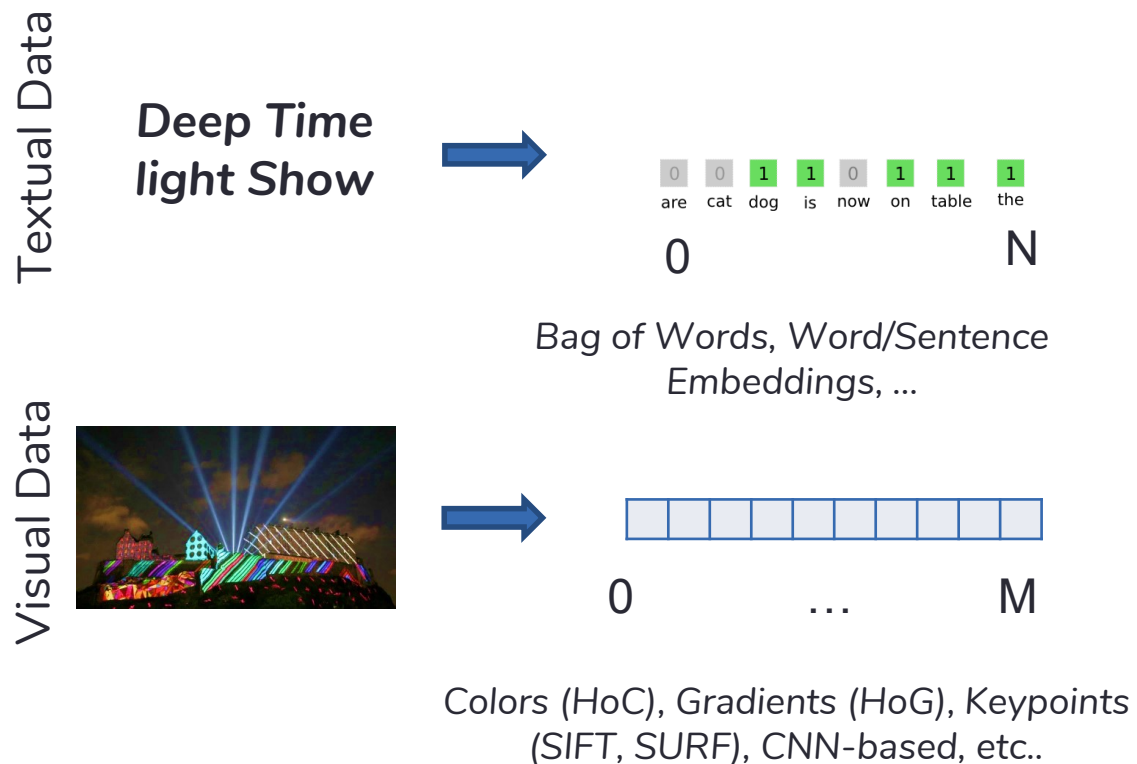 Textual Data
Deep Time
light Show
0 0 1 1 0 1 1 1
are cat dog is now on table the
0 N
Bag of Words, Word/Sentence
Embeddings, ...
Visual Data
0 ... M
Colors (HoC), Gradients (HoG), Keypoints
(SIFT, SURF), CNN-based, etc..